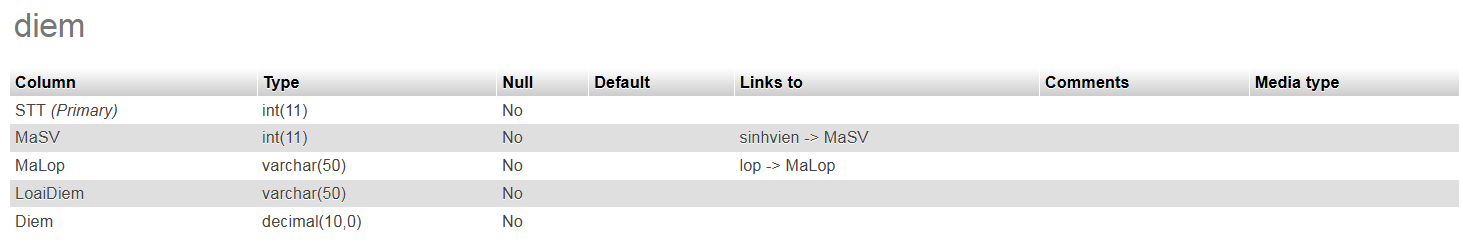 diem
Column Type Null Default Links to Comments Media type
STT (Primary) int(11) No
MaSV int(11) No sinhvien -> MaSV
MaLop varchar(50) No lop -> MaLop
LoaiDiem varchar(50) No
Diem decimal(10,0) No